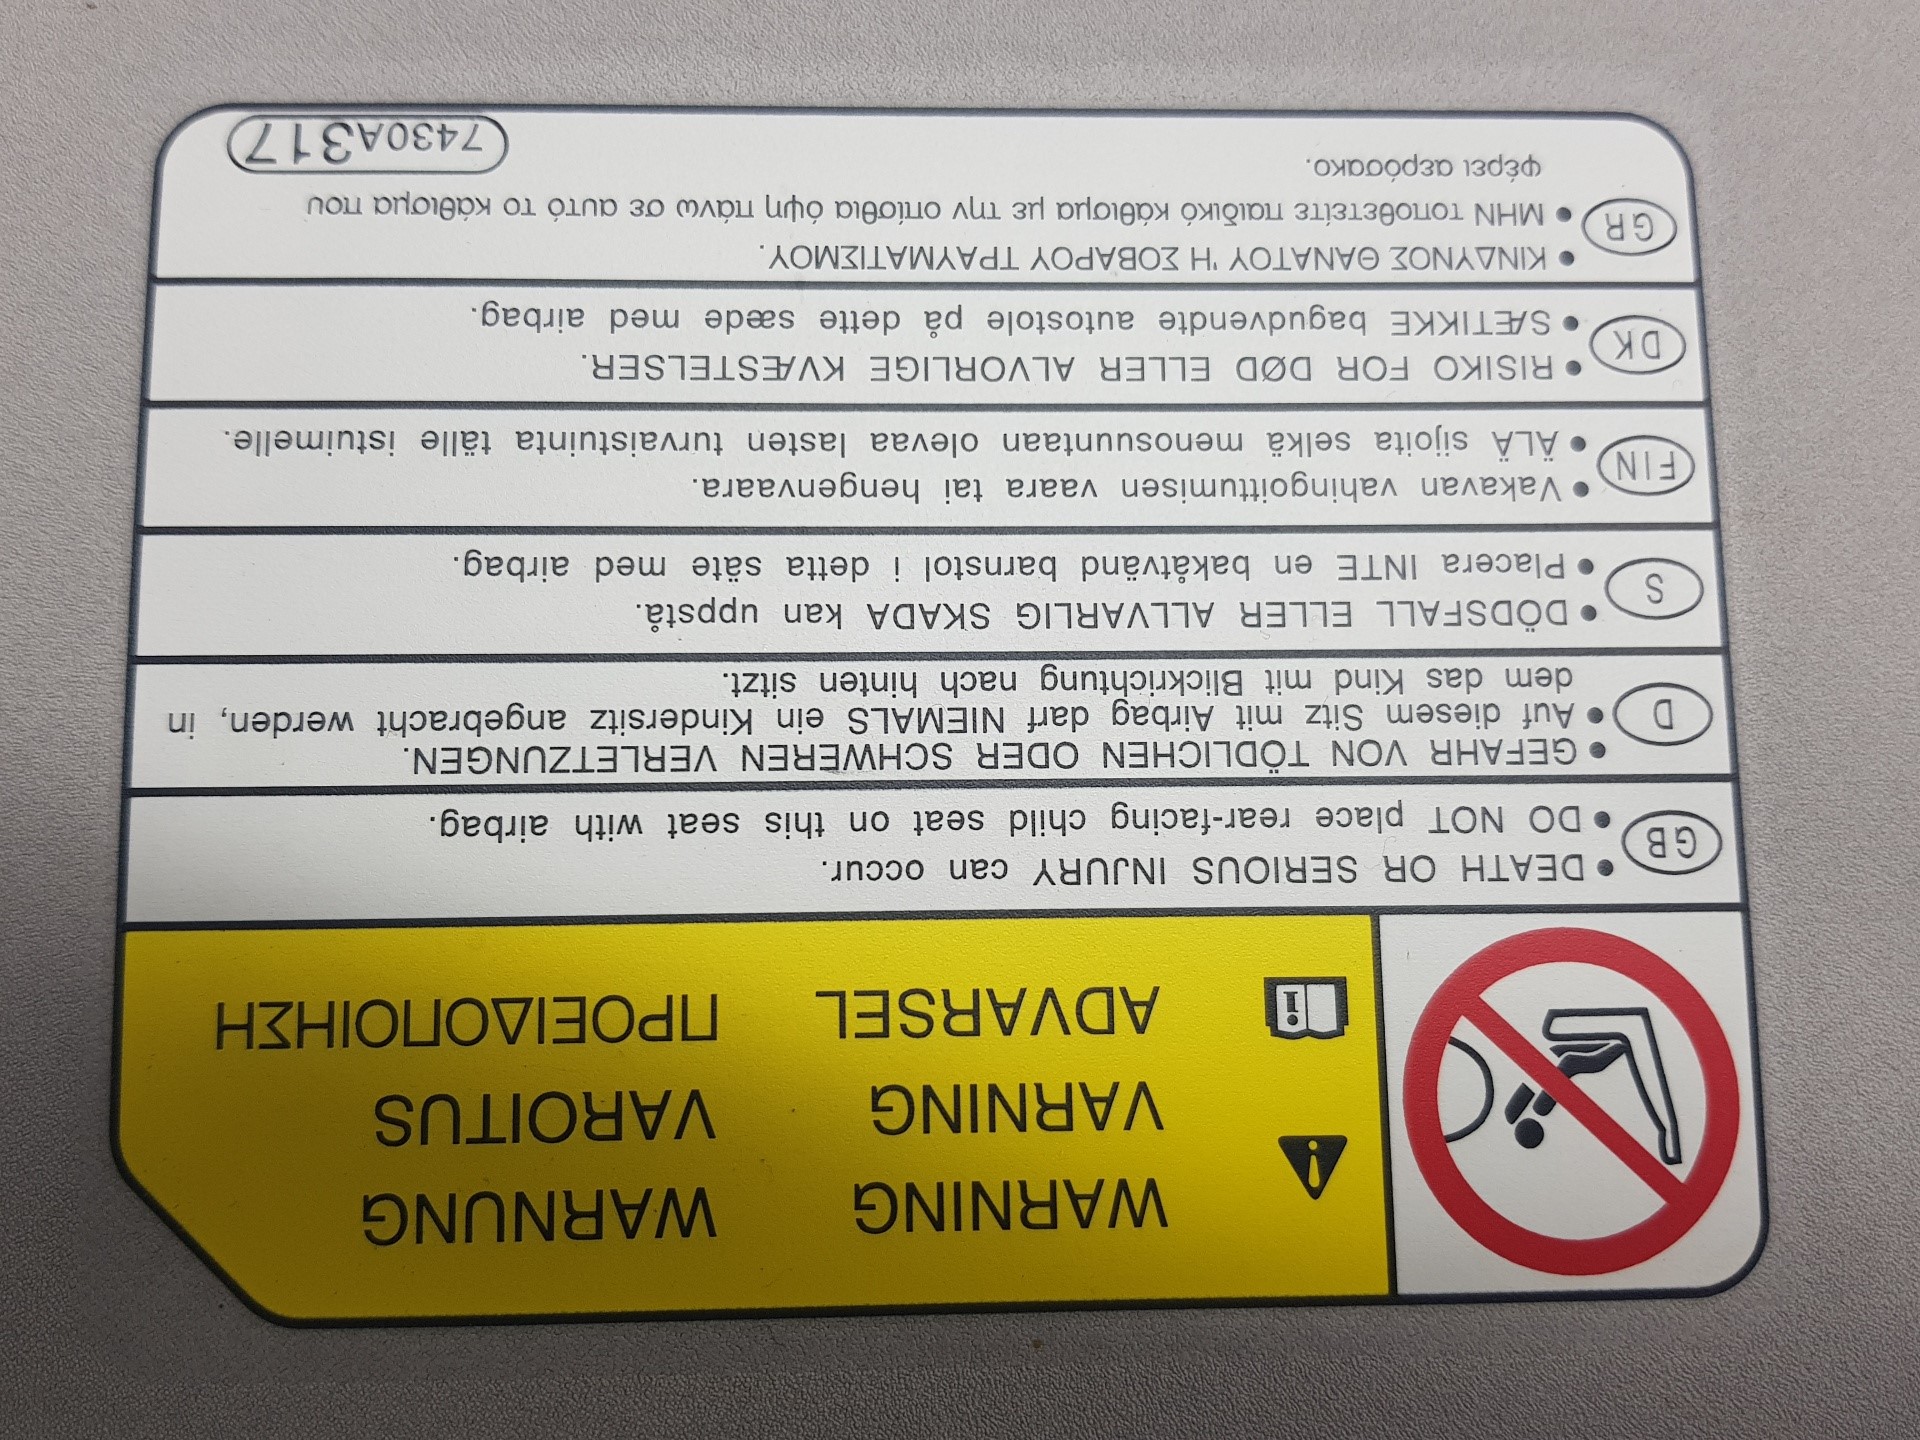 WARNING WARNUNG
VARNING VAROITUS
ADVARSEL ΠΡΟΕΙΔΟΠΟΙΗΣΗ
GB
• DEATH OR SERIOUS INJURY can occur.
• DO NOT place rear-facing child seat on this seat with airbag.
D
• GEFAHR VON TÖDLICHEN ODER SCHWEREN VERLETZUNGEN.
• Auf diesem Sitz mit Airbag darf NIEMALS ein Kindersitz angebracht werden, in
dem das Kind mit Blickrichtung nach hinten sitzt.
S
• DÖDSFALL ELLER ALLVARLIG SKADA kan uppstå.
• Placera INTE en bakåtvänd barnstol i detta säte med airbag.
FIN
• Vakavan vahingoittumisen vaara tai hengenvaara.
• ÄLÄ sijoita selkä menosuuntaan olevaa lasten turvaistuinta tälle istuimelle.
DK
• RISIKO FOR DØD ELLER ALVORLIGE KVÆSTELSER.
• SÆTIKKE bagudvendte autostole på dette sæde med airbag.
GR
• ΚΙΝΔΥΝΟΣ ΘΑΝΑΤΟΥ 'Η ΣΟΒΑΡΟΥ ΤΡΑΥΜΑΤΙΣΜΟΥ.
• ΜΗΝ τοποθετείτε παιδικό κάθισμα με την οπίσθια όψη πάνω σε αυτό το κάθισμα που
φέρει αερόσακο.
7430A317